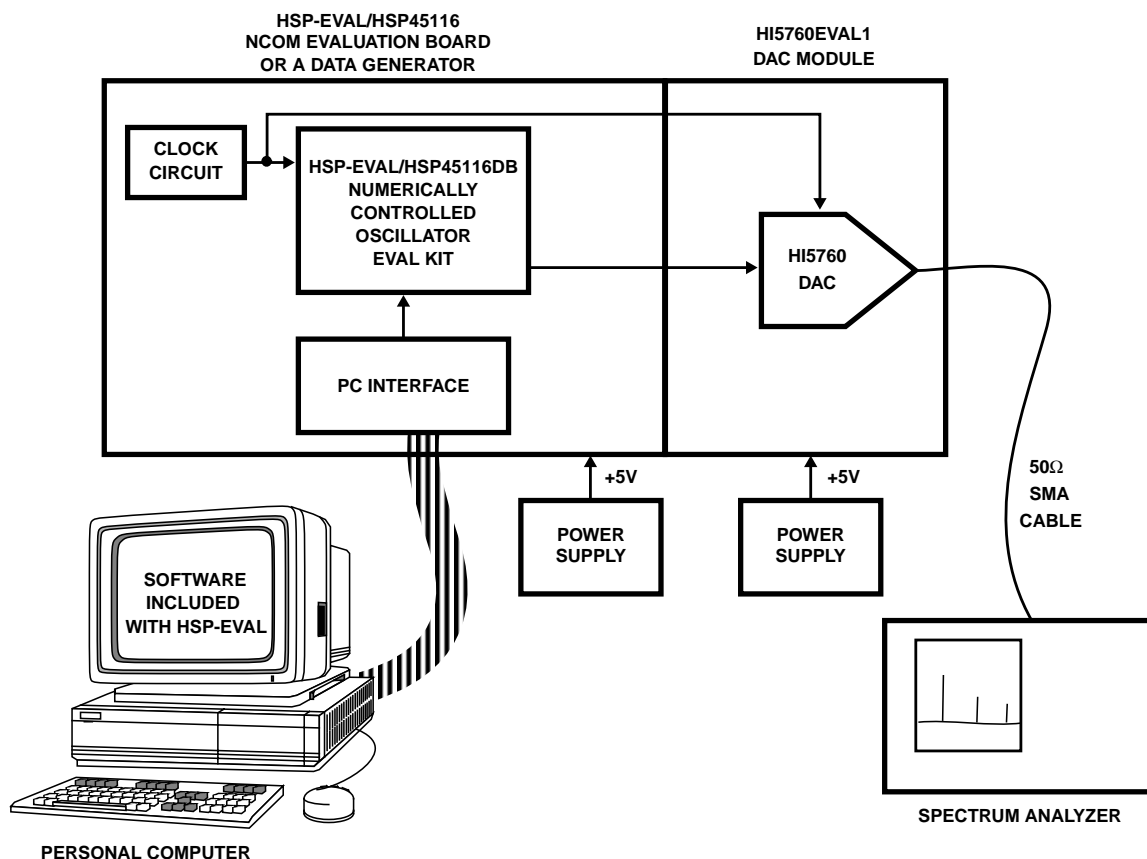 HSP-EVAL/HSP45116
NCOM EVALUATION BOARD
OR A DATA GENERATOR
HI5760EVAL1
DAC MODULE
CLOCK
CIRCUIT
HSP-EVAL/HSP45116DB
NUMERICALLY
CONTROLLED
OSCILLATOR
EVAL KIT
HI5760
DAC
PC INTERFACE
+5V
+5V
50Ω
SMA
CABLE
POWER
SUPPLY
POWER
SUPPLY
SOFTWARE
INCLUDED
WITH HSP-EVAL
SPECTRUM ANALYZER
PERSONAL COMPUTER